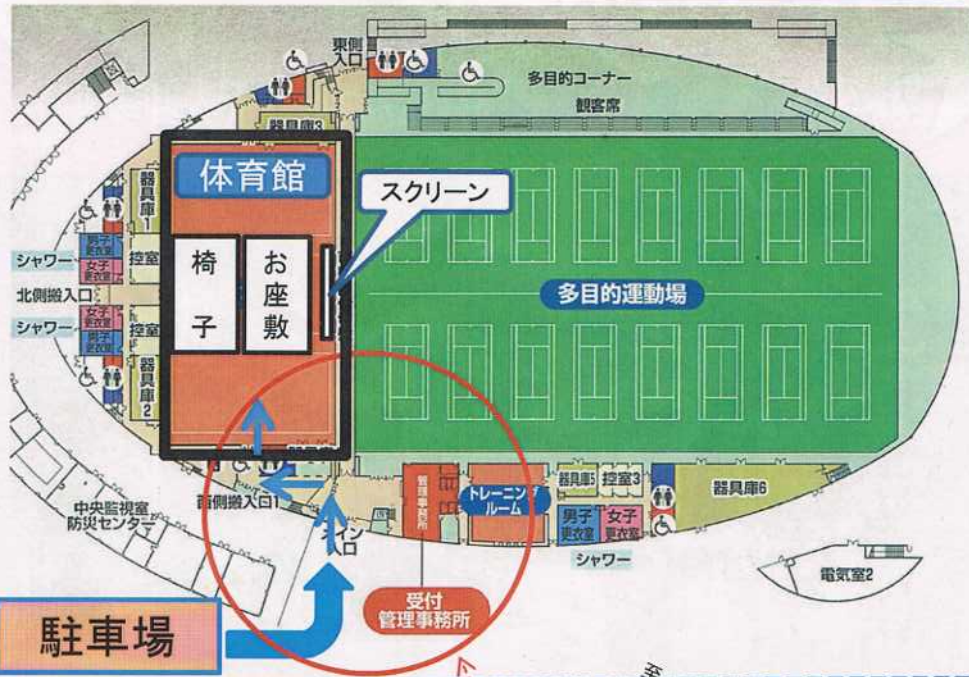 東側
入口
多目的コーナー
観客席
器具庫3
体育館
スクリーン
器具庫1
男子
更衣室
シャワー
女子
更衣室
控室
椅子
お座敷
多目的運動場
北側搬入口
女子
更衣室
シャワー
男子
更衣室
控室
器具庫2
西側搬入口1
メイン
入口
管理事務所
トレーニング
ルーム
器具庫5
控室3
男子
更衣室
女子
更衣室
シャワー
器具庫6
中央監視室
防災センター
電気室2
受付
管理事務所
駐車場